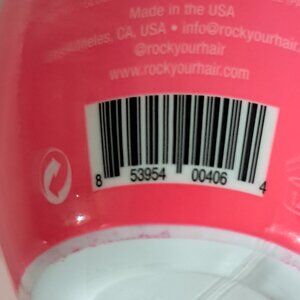 Made in the USA
CA, USA • info@rockyourhair
@rockyourhair
www.rockyourhair.com
8 53954 00406 4